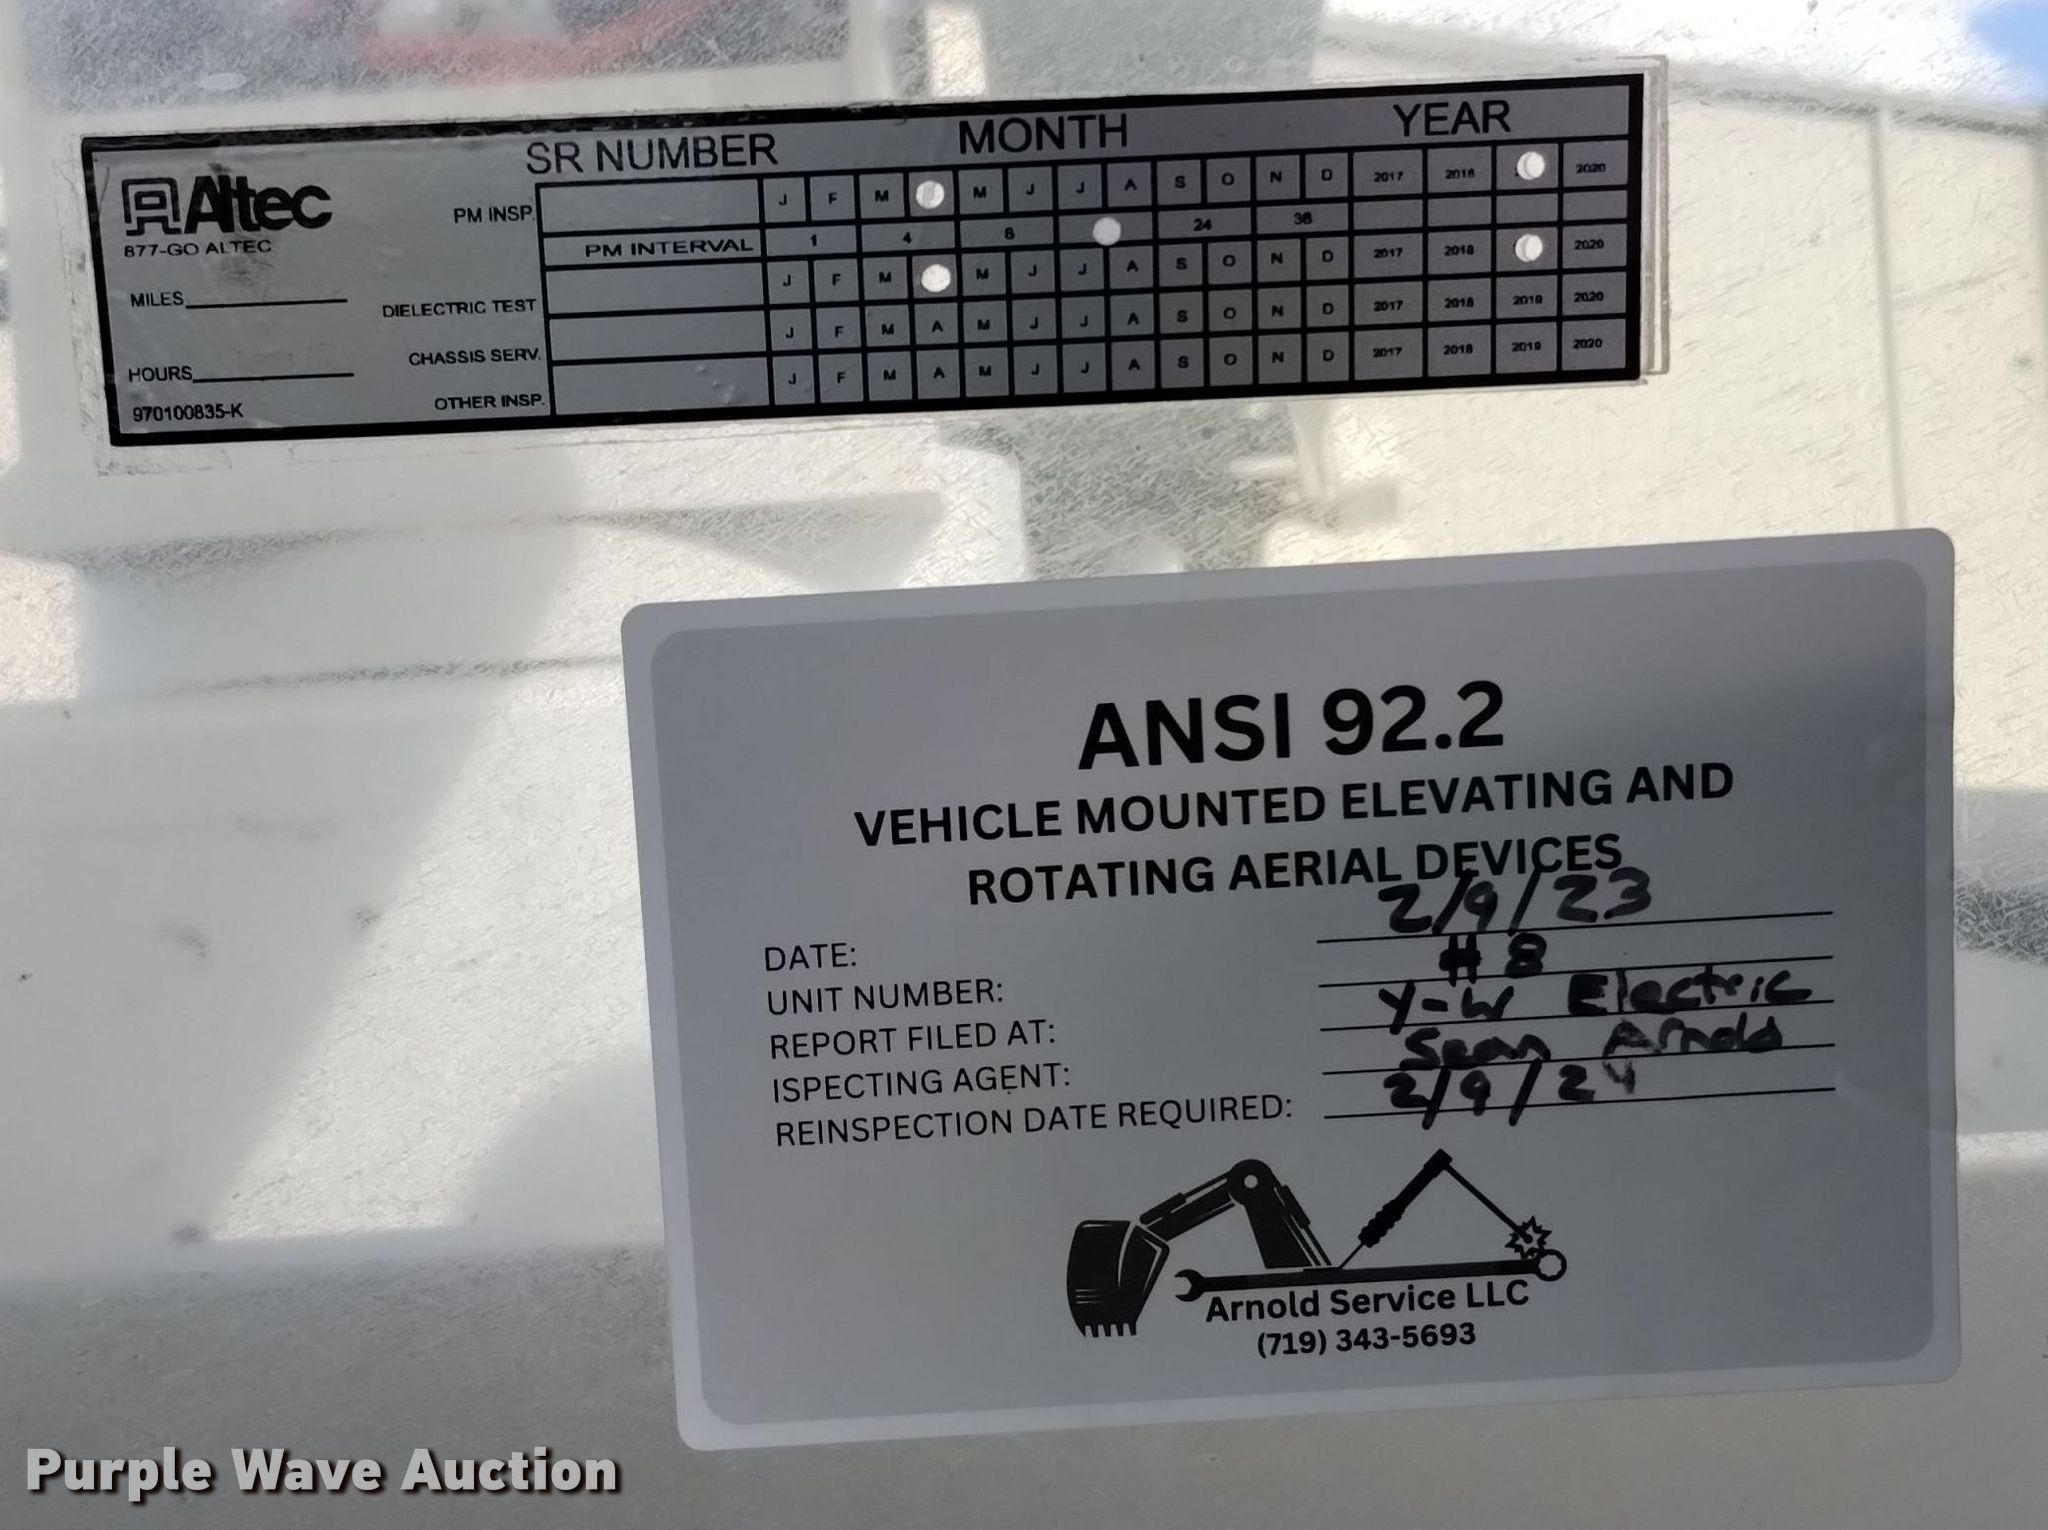 SR NUMBER MONTH YEAR
Altec
877-GO ALTEC
MILES
HOURS
970100835-K
PM INSP. J F M M J J A S O N D 2017 2018 2020
PM INTERVAL 1 4 6 24 36
DIELECTRIC TEST J F M M J J A S O N D 2017 2018 2020
CHASSIS SERV. J F M A M J J A S O N D 2017 2018 2019 2020
OTHER INSP. J F M A M J J A S O N D 2017 2018 2019 2020
ANSI 92.2
VEHICLE MOUNTED ELEVATING AND
ROTATING AERIAL DEVICES
DATE: 2/9/23
UNIT NUMBER: #8
REPORT FILED AT: Y-W Electric
ISPECTING AGENT: Sean Arnold
REINSPECTION DATE REQUIRED: 2/9/24
Arnold Service LLC
(719) 343-5693
Purple Wave Auction